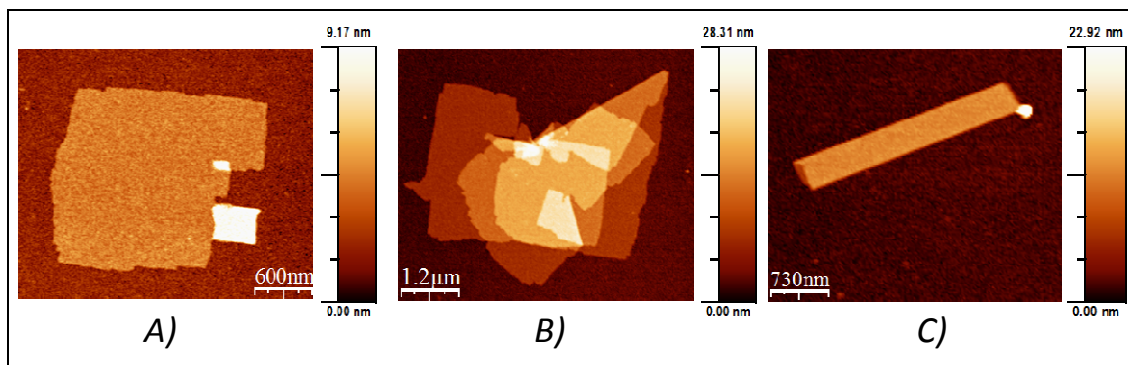 9.17 nm
600nm
0.00 nm
A)
28.31 nm
1.2µm
0.00 nm
B)
22.92 nm
730nm
0.00 nm
C)